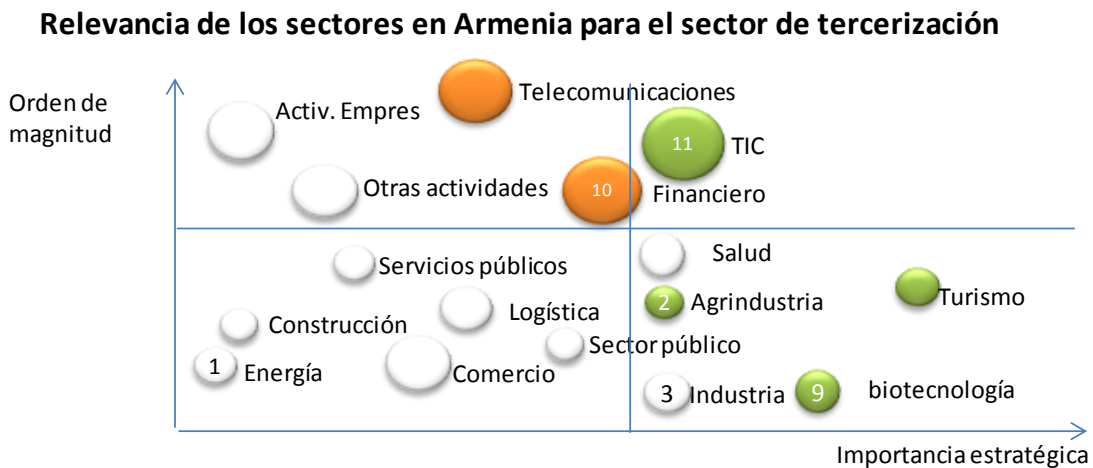 Relevancia de los sectores en Armenia para el sector de tercerización
Orden de
magnitud
Telecomunicaciones
Activ. Empres
11
TIC
Otras actividades
10
Financiero
Salud
Servicios públicos
2
Agrindustria
Turismo
Logística
Construcción
Sector público
1
Energía
Comercio
3
Industria
9
biotecnología
Importancia estratégica